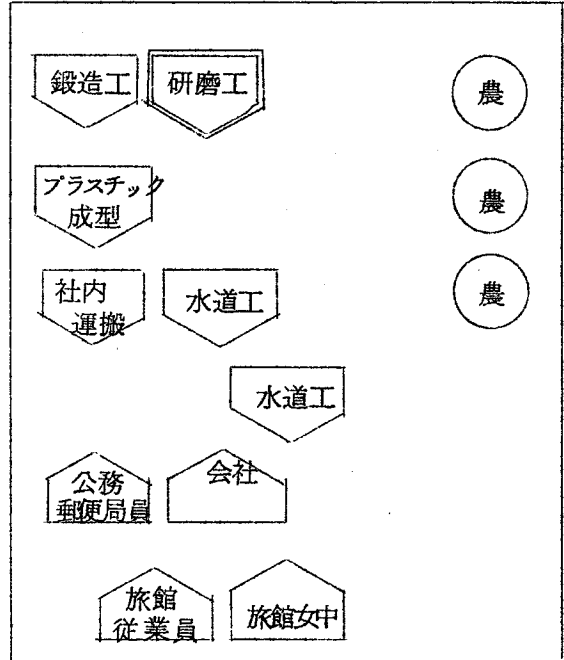 鍛造工 研磨工 農
プラスチック 農
成型
社内 水道工 農
運搬
水道工
公務 会社
郵便局員
旅館 旅館女中
従業員